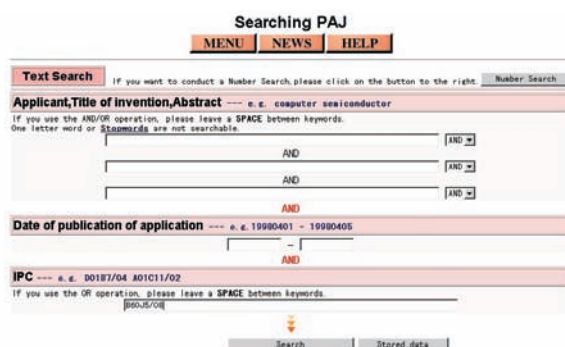 Searching PAJ
MENU NEWS HELP
Text Search If you want to conduct a Number Search, please click on the button to the right. Number Search
Applicant,Title of invention,Abstract --- e.g. computer semiconductor
If you use the AND/OR operation, please leave a SPACE between keywords.
One letter word or Stopwords are not searchable.
AND
AND
AND
AND
AND
AND
Date of publication of application --- e.g. 19980401 - 19980405
-
AND
IPC --- e.g. D01B7/04 A01C11/02
If you use the OR operation, please leave a SPACE between keywords.
B60J5/08
Search Stored data